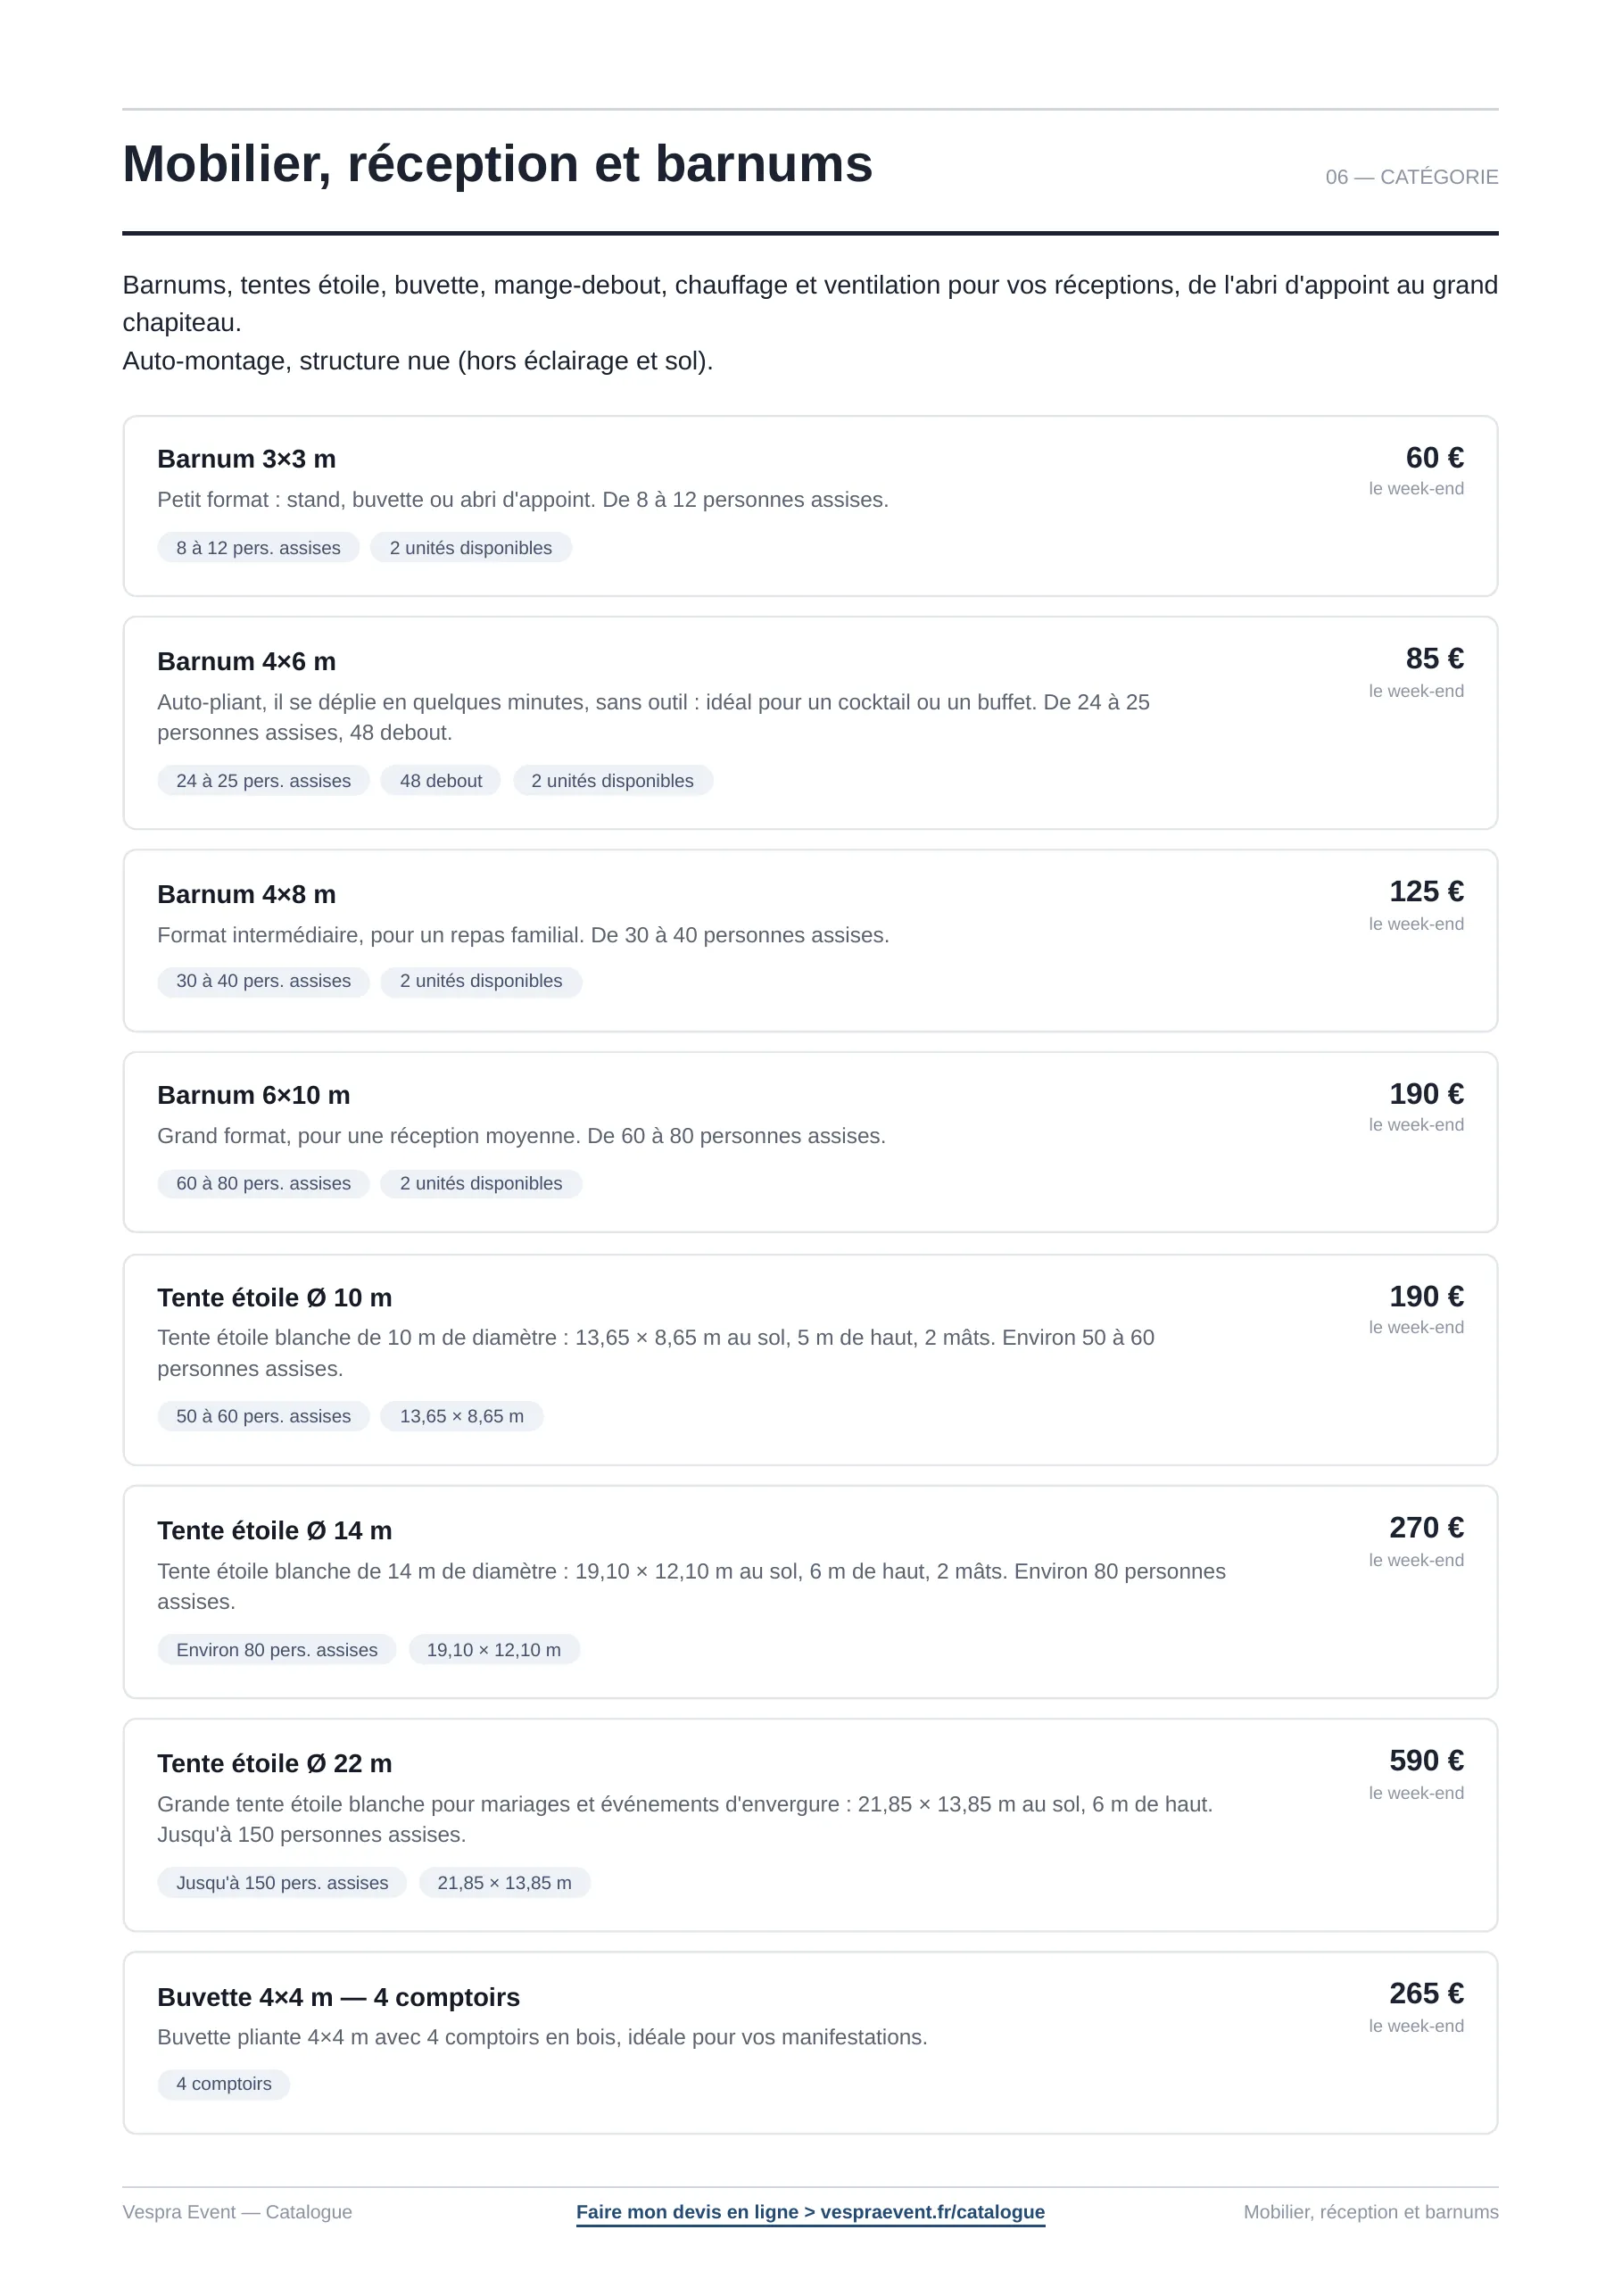 Mobilier, réception et barnums
06 — CATÉGORIE
Barnums, tentes étoile, buvette, mange-debout, chauffage et ventilation pour vos réceptions, de l'abri d'appoint au grand
chapiteau.
Auto-montage, structure nue (hors éclairage et sol).
Barnum 3×3 m
60 €
le week-end
Petit format : stand, buvette ou abri d'appoint. De 8 à 12 personnes assises.
8 à 12 pers. assises
2 unités disponibles
Barnum 4×6 m
85 €
le week-end
Auto-pliant, il se déplie en quelques minutes, sans outil : idéal pour un cocktail ou un buffet. De 24 à 25
personnes assises, 48 debout.
24 à 25 pers. assises
48 debout
2 unités disponibles
Barnum 4×8 m
125 €
le week-end
Format intermédiaire, pour un repas familial. De 30 à 40 personnes assises.
30 à 40 pers. assises
2 unités disponibles
Barnum 6×10 m
190 €
le week-end
Grand format, pour une réception moyenne. De 60 à 80 personnes assises.
60 à 80 pers. assises
2 unités disponibles
Tente étoile Ø 10 m
190 €
le week-end
Tente étoile blanche de 10 m de diamètre : 13,65 × 8,65 m au sol, 5 m de haut, 2 mâts. Environ 50 à 60
personnes assises.
50 à 60 pers. assises
13,65 × 8,65 m
Tente étoile Ø 14 m
270 €
le week-end
Tente étoile blanche de 14 m de diamètre : 19,10 × 12,10 m au sol, 6 m de haut, 2 mâts. Environ 80 personnes
assises.
Environ 80 pers. assises
19,10 × 12,10 m
Tente étoile Ø 22 m
590 €
le week-end
Grande tente étoile blanche pour mariages et événements d'envergure : 21,85 × 13,85 m au sol, 6 m de haut.
Jusqu'à 150 personnes assises.
Jusqu'à 150 pers. assises
21,85 × 13,85 m
Buvette 4×4 m — 4 comptoirs
265 €
le week-end
Buvette pliante 4×4 m avec 4 comptoirs en bois, idéale pour vos manifestations.
4 comptoirs
Vespra Event — Catalogue
Faire mon devis en ligne > vespraevent.fr/catalogue
Mobilier, réception et barnums